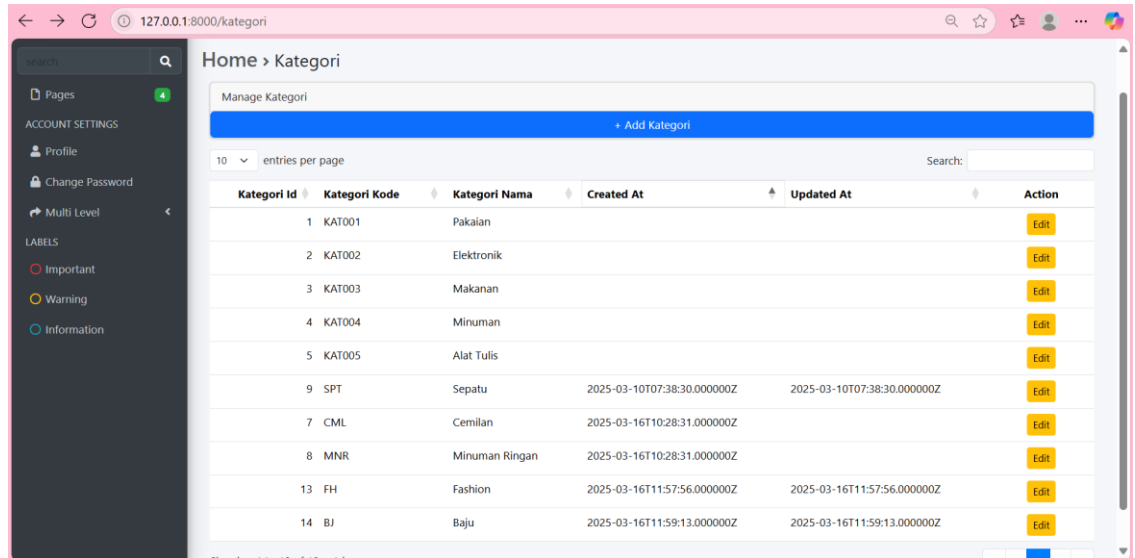 127.0.0.1:8000/kategori
search
Home › Kategori
Pages 4
Manage Kategori
ACCOUNT SETTINGS
+ Add Kategori
Profile
10 entries per page Search:
Change Password
Kategori Id Kategori Kode Kategori Nama Created At Updated At Action
Multi Level
1 KAT001 Pakaian Edit
LABELS
2 KAT002 Elektronik Edit
Important
3 KAT003 Makanan Edit
Warning
4 KAT004 Minuman Edit
Information
5 KAT005 Alat Tulis Edit
9 SPT Sepatu 2025-03-10T07:38:30.000000Z 2025-03-10T07:38:30.000000Z Edit
7 CML Cemilan 2025-03-16T10:28:31.000000Z Edit
8 MNR Minuman Ringan 2025-03-16T10:28:31.000000Z Edit
13 FH Fashion 2025-03-16T11:57:56.000000Z 2025-03-16T11:57:56.000000Z Edit
14 BJ Baju 2025-03-16T11:59:13.000000Z 2025-03-16T11:59:13.000000Z Edit